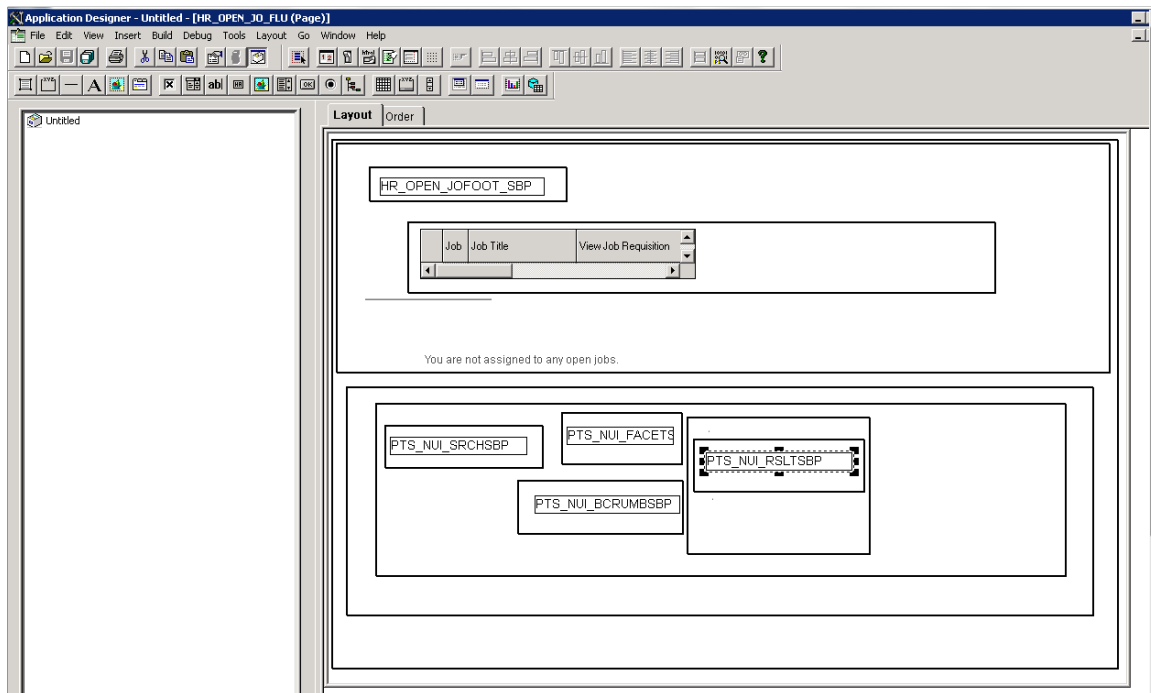 Application Designer - Untitled - [HR_OPEN_JO_FLU (Page)]
File Edit View Insert Build Debug Tools Layout Go Window Help
Untitled
Layout Order
HR_OPEN_JOFOOT_SBP
Job Job Title View Job Requisition
You are not assigned to any open jobs.
PTS_NUI_SRCHSBP
PTS_NUI_FACETS
PTS_NUI_RSLTSBP
PTS_NUI_BCRUMBSBP